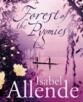 Forest of the
Pygmies
Isabel
Allende